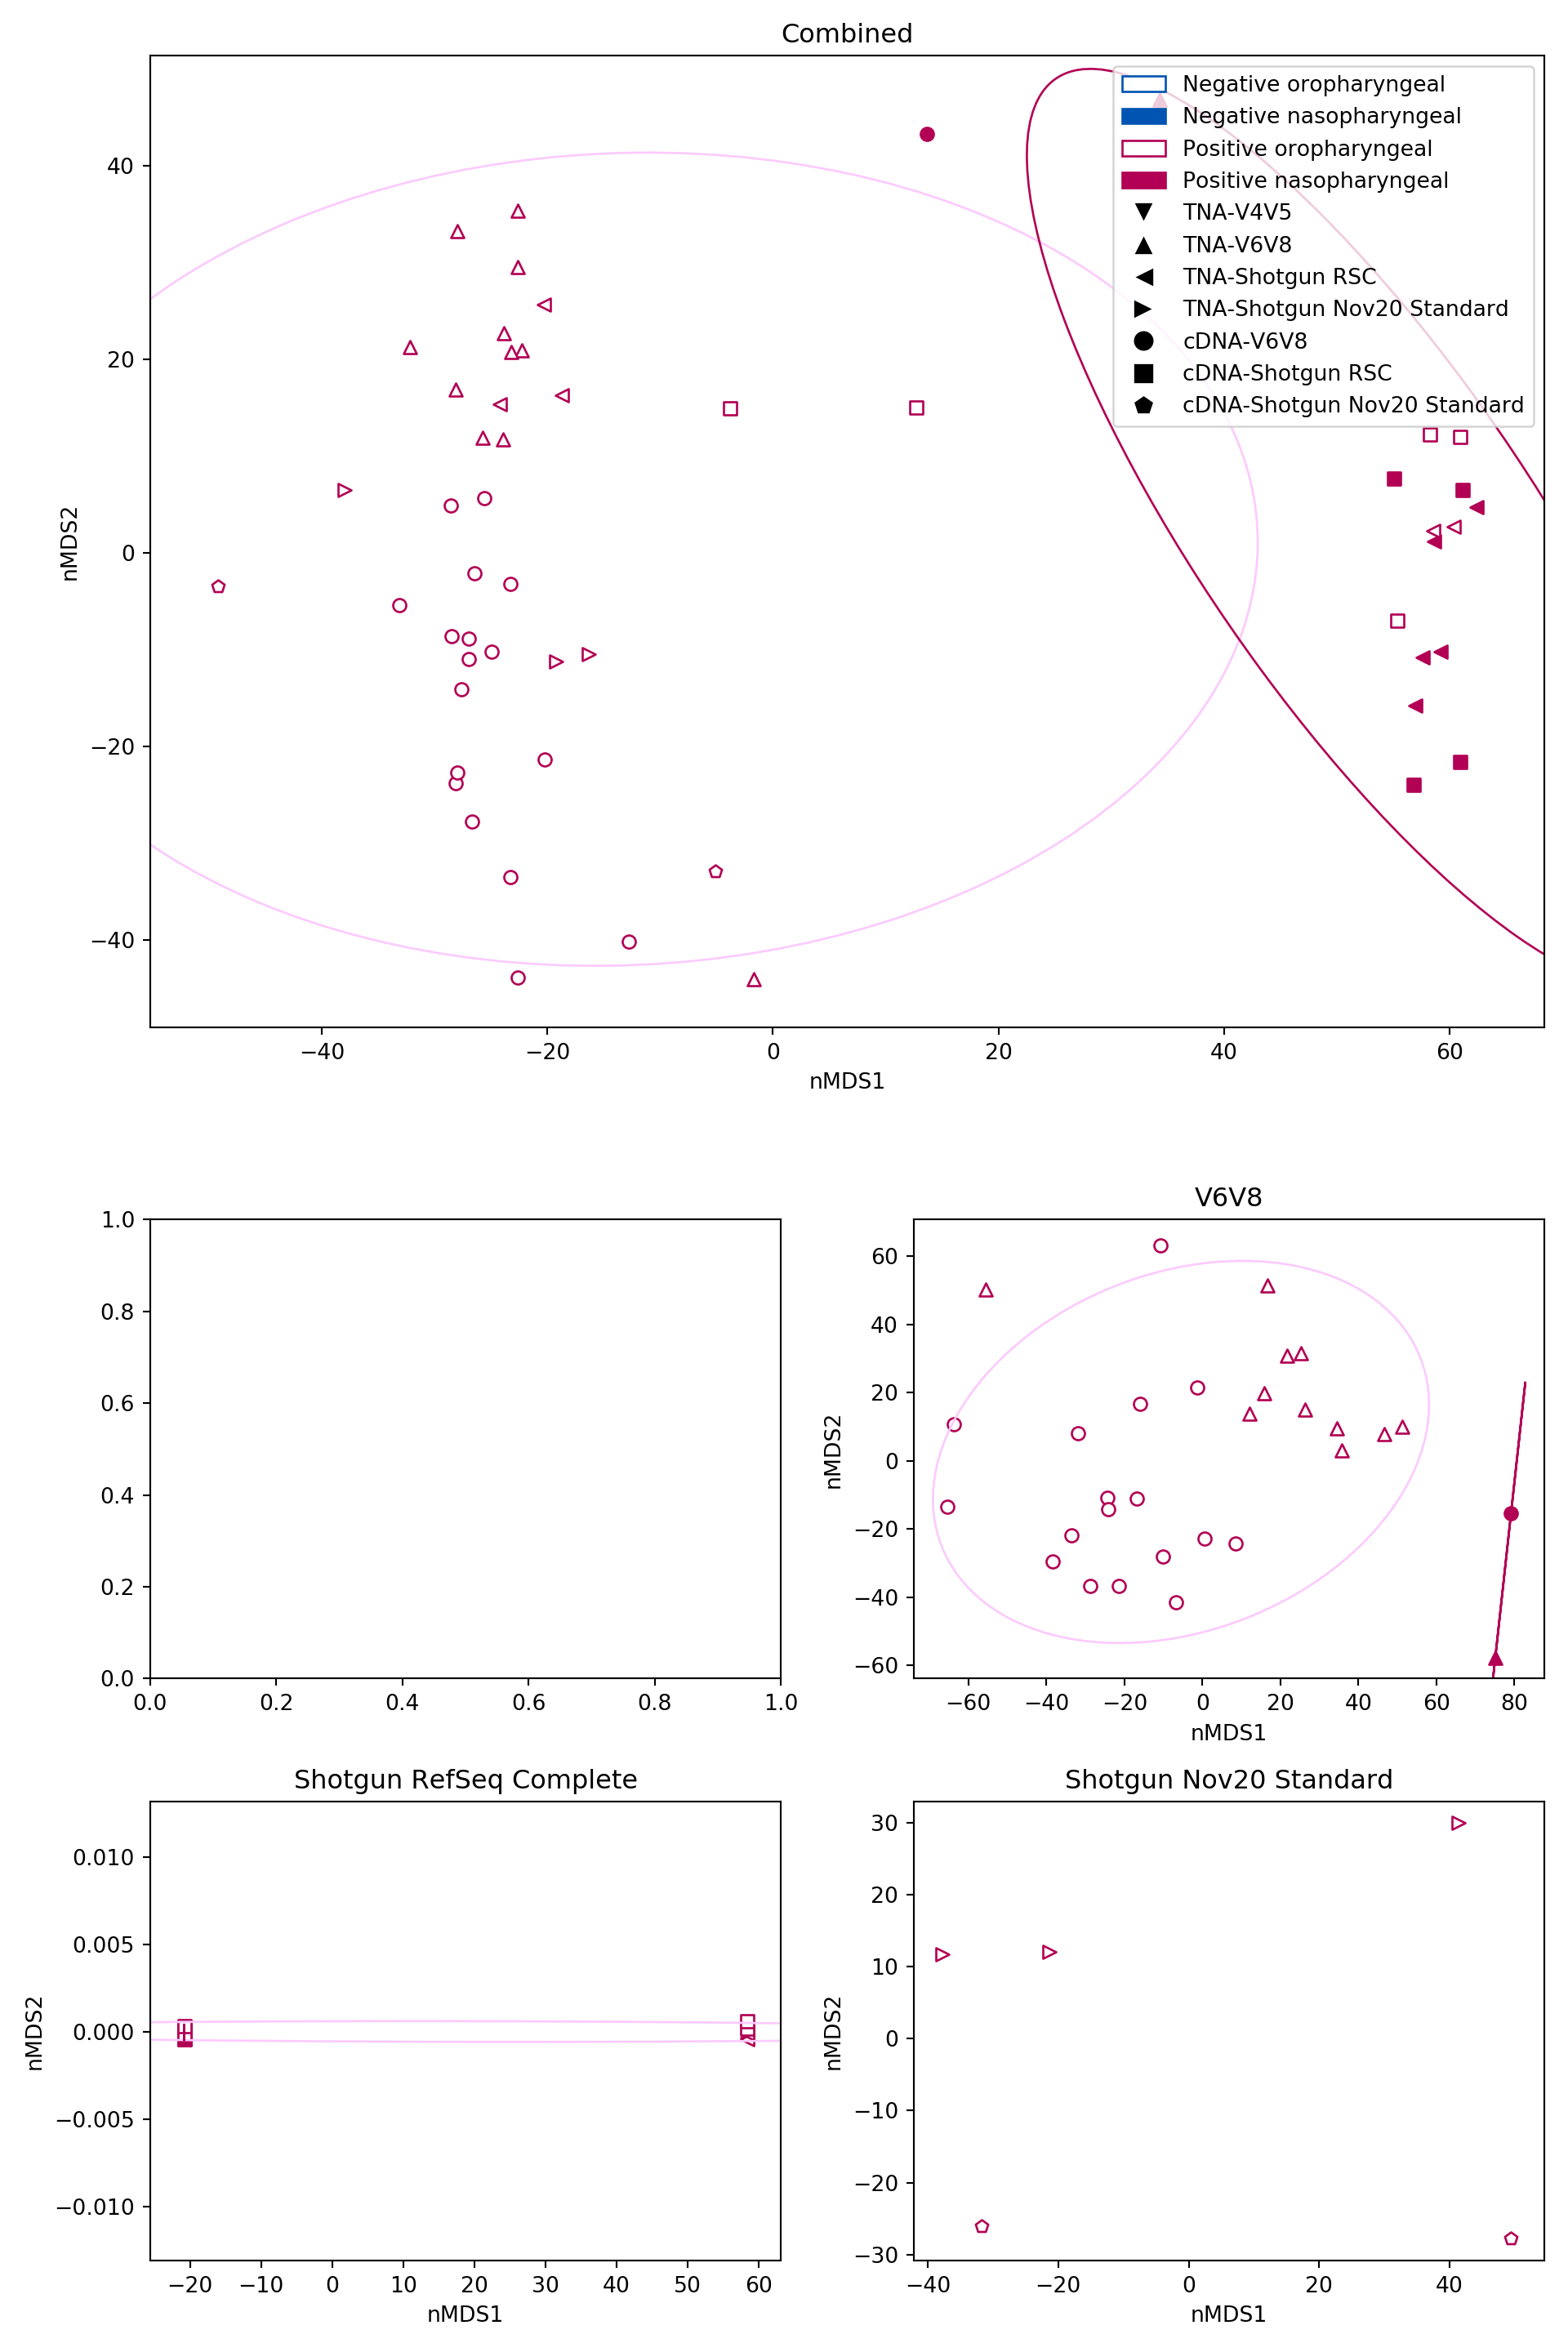 Combined
Negative oropharyngeal
Negative nasopharyngeal
Positive oropharyngeal
Positive nasopharyngeal
TNA-V4V5
TNA-V6V8
TNA-Shotgun RSC
TNA-Shotgun Nov20 Standard
cDNA-V6V8
cDNA-Shotgun RSC
cDNA-Shotgun Nov20 Standard
40
20
0
−20
−40
nMDS2
−40 −20 0 20 40 60
nMDS1
1.0
0.8
0.6
0.4
0.2
0.0
0.0 0.2 0.4 0.6 0.8 1.0
V6V8
60
40
20
0
−20
−40
−60
nMDS2
−60 −40 −20 0 20 40 60 80
nMDS1
Shotgun RefSeq Complete
0.010
0.005
0.000
−0.005
−0.010
nMDS2
−20 −10 0 10 20 30 40 50 60
nMDS1
Shotgun Nov20 Standard
30
20
10
0
−10
−20
−30
nMDS2
−40 −20 0 20 40
nMDS1